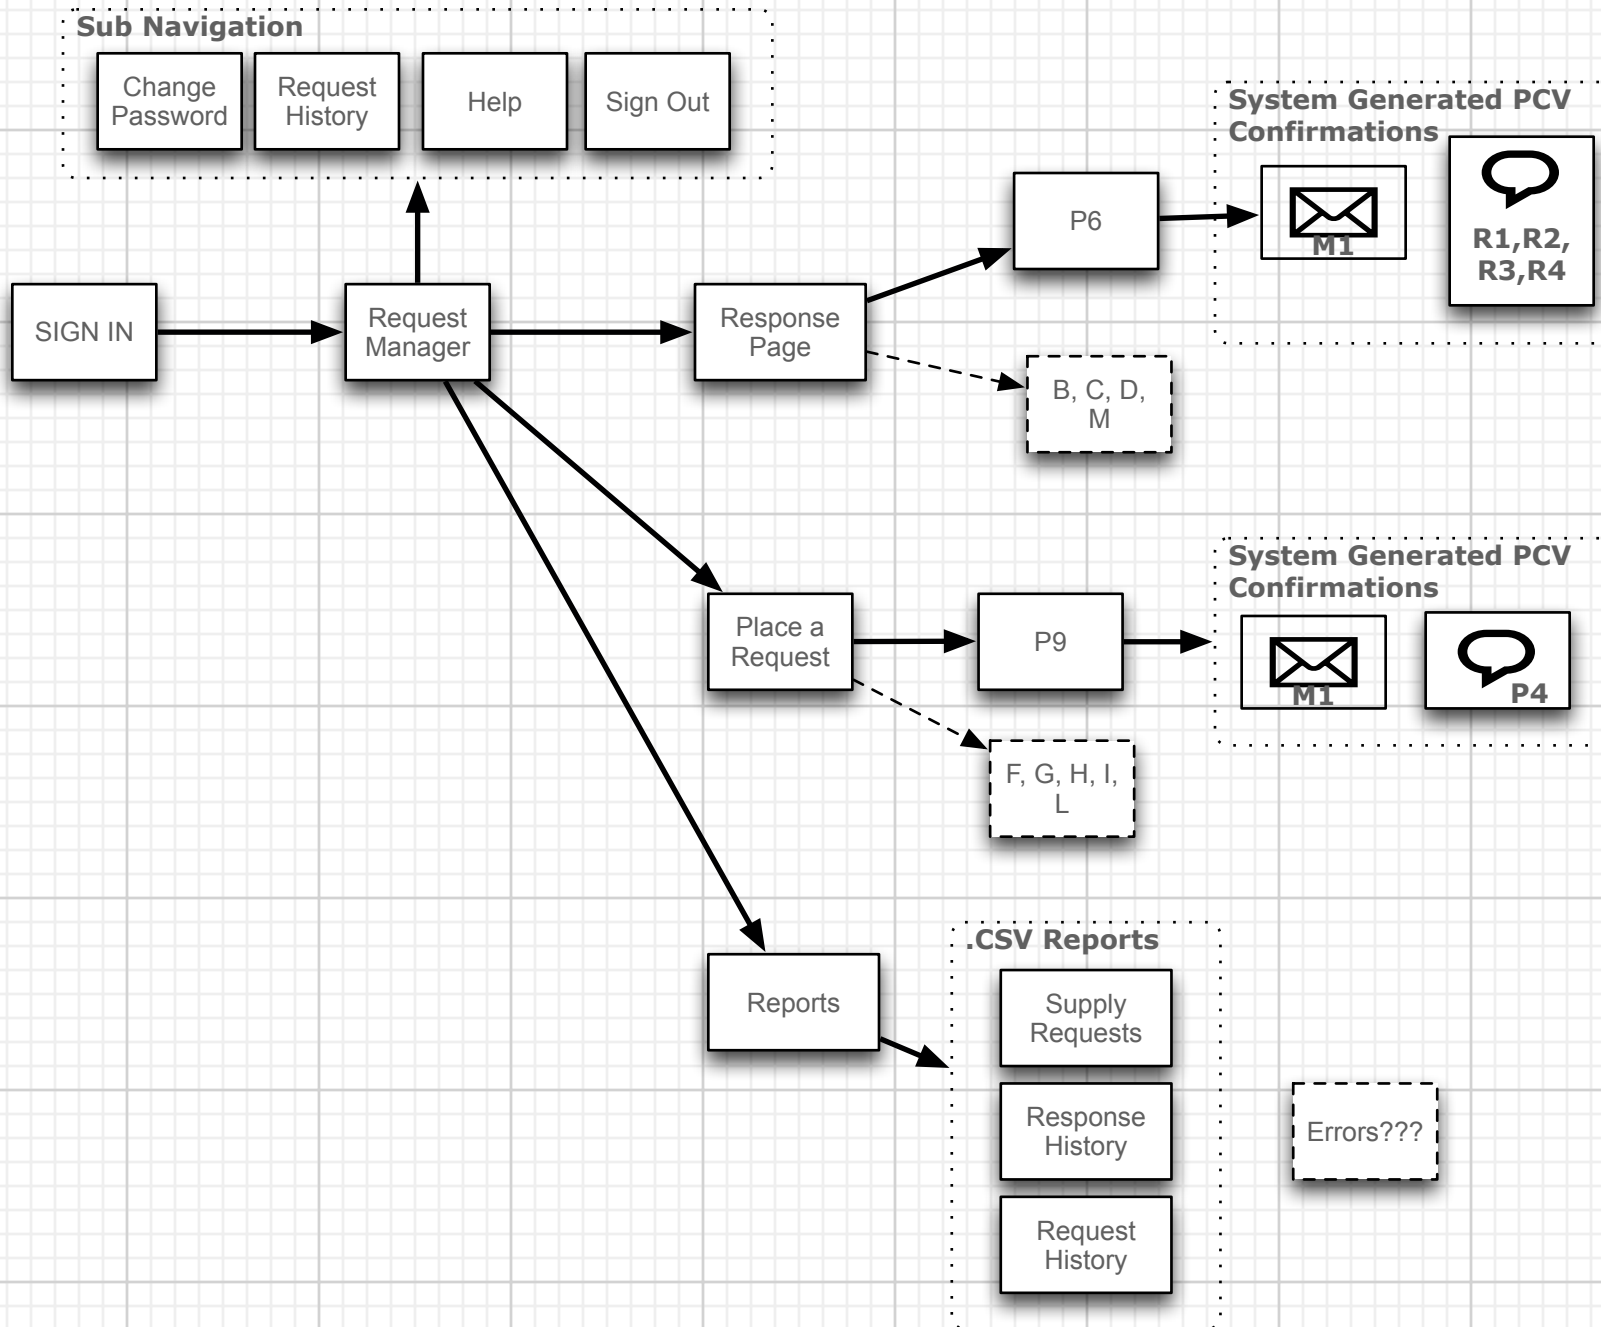 Sub Navigation
Change
Password
Request
History
Help
Sign Out
System Generated PCV
Confirmations
M1
R1,R2,
R3,R4
P6
SIGN IN
Request
Manager
Response
Page
B, C, D,
M
System Generated PCV
Confirmations
M1
P4
Place a
Request
P9
F, G, H, I,
L
.CSV Reports
Reports
Supply
Requests
Response
History
Errors???
Request
History